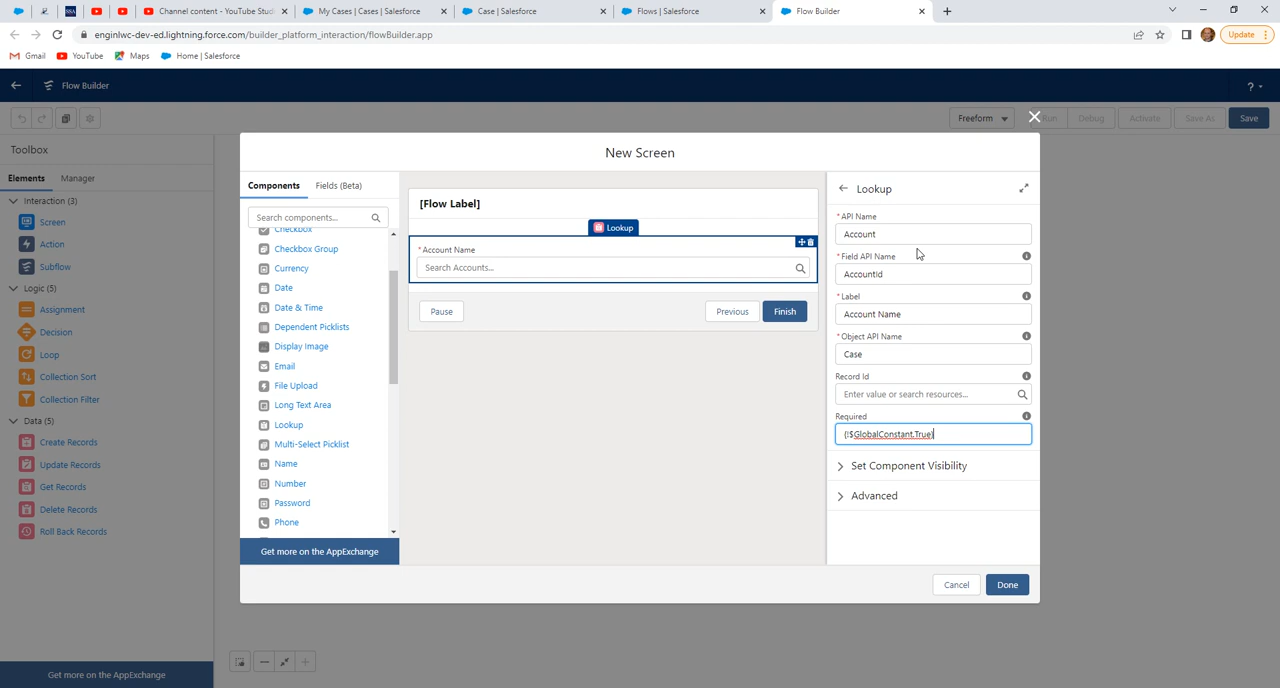 SSA
Channel content - YouTube Stud
My Cases | Cases | Salesforce
Case | Salesforce
Flows | Salesforce
Flow Builder
enginlwc-dev-ed.lightning.force.com/builder_platform_interaction/flowBuilder.app
Update
Gmail
YouTube
Maps
Home | Salesforce
Flow Builder
?
Freeform
Run
Debug
Activate
Save As
Save
Toolbox
Elements
Manager
Interaction (3)
Screen
Action
Subflow
Logic (5)
Assignment
Decision
Loop
Collection Sort
Collection Filter
Data (5)
Create Records
Update Records
Get Records
Delete Records
Roll Back Records
Get more on the AppExchange
New Screen
Components
Fields (Beta)
Search components...
Checkbox
Checkbox Group
Currency
Date
Date & Time
Dependent Picklists
Display Image
Email
File Upload
Long Text Area
Lookup
Multi-Select Picklist
Name
Number
Password
Phone
Get more on the AppExchange
[Flow Label]
Lookup
* Account Name
Search Accounts...
Pause
Previous
Finish
Lookup
* API Name
Account
* Field API Name
AccountId
* Label
Account Name
* Object API Name
Case
Record Id
Enter value or search resources...
Required
{!$GlobalConstant.True}
Set Component Visibility
Advanced
Cancel
Done